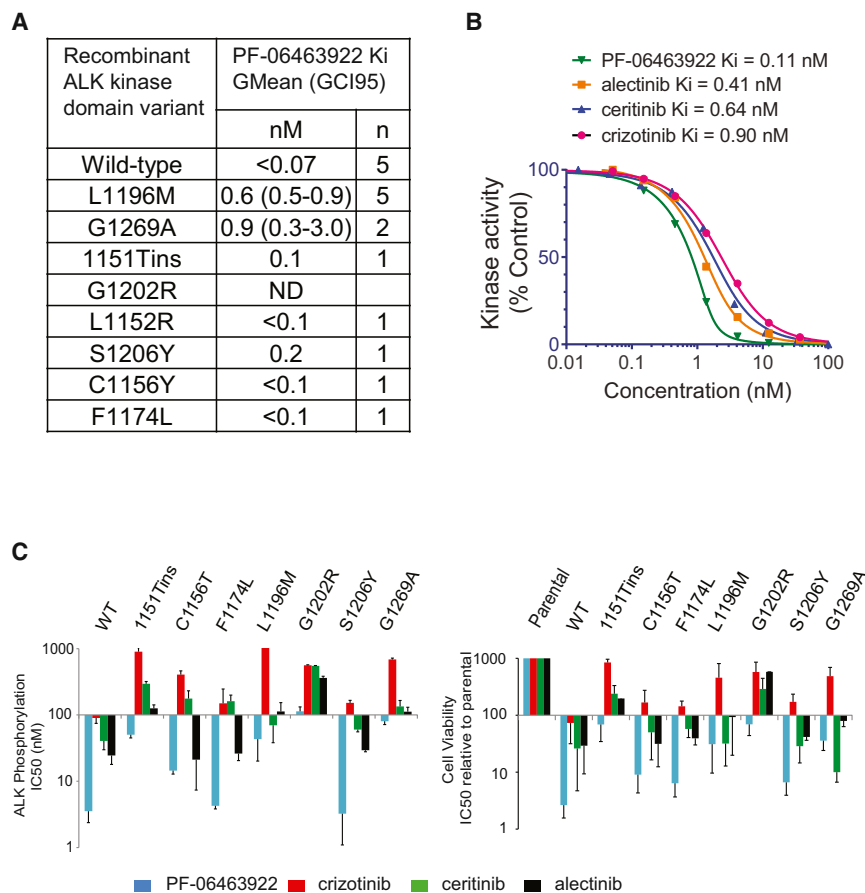 A
Recombinant ALK kinase domain variant
PF-06463922 Ki GMean (GCI95)
nM n
Wild-type <0.07 5
L1196M 0.6 (0.5-0.9) 5
G1269A 0.9 (0.3-3.0) 2
1151Tins 0.1 1
G1202R ND
L1152R <0.1 1
S1206Y 0.2 1
C1156Y <0.1 1
F1174L <0.1 1
B
PF-06463922 Ki = 0.11 nM
alectinib Ki = 0.41 nM
ceritinib Ki = 0.64 nM
crizotinib Ki = 0.90 nM
Kinase activity
(% Control)
100
50
0
0.01 0.1 1 10 100
Concentration (nM)
C
WT 1151Tins C1156T F1174L L1196M G1202R S1206Y G1269A
ALK Phosphorylation
IC50 (nM)
1000
100
10
1
Parental WT 1151Tins C1156T F1174L L1196M G1202R S1206Y G1269A
Cell Viability
IC50 relative to parental
1000
100
10
1
PF-06463922 crizotinib ceritinib alectinib